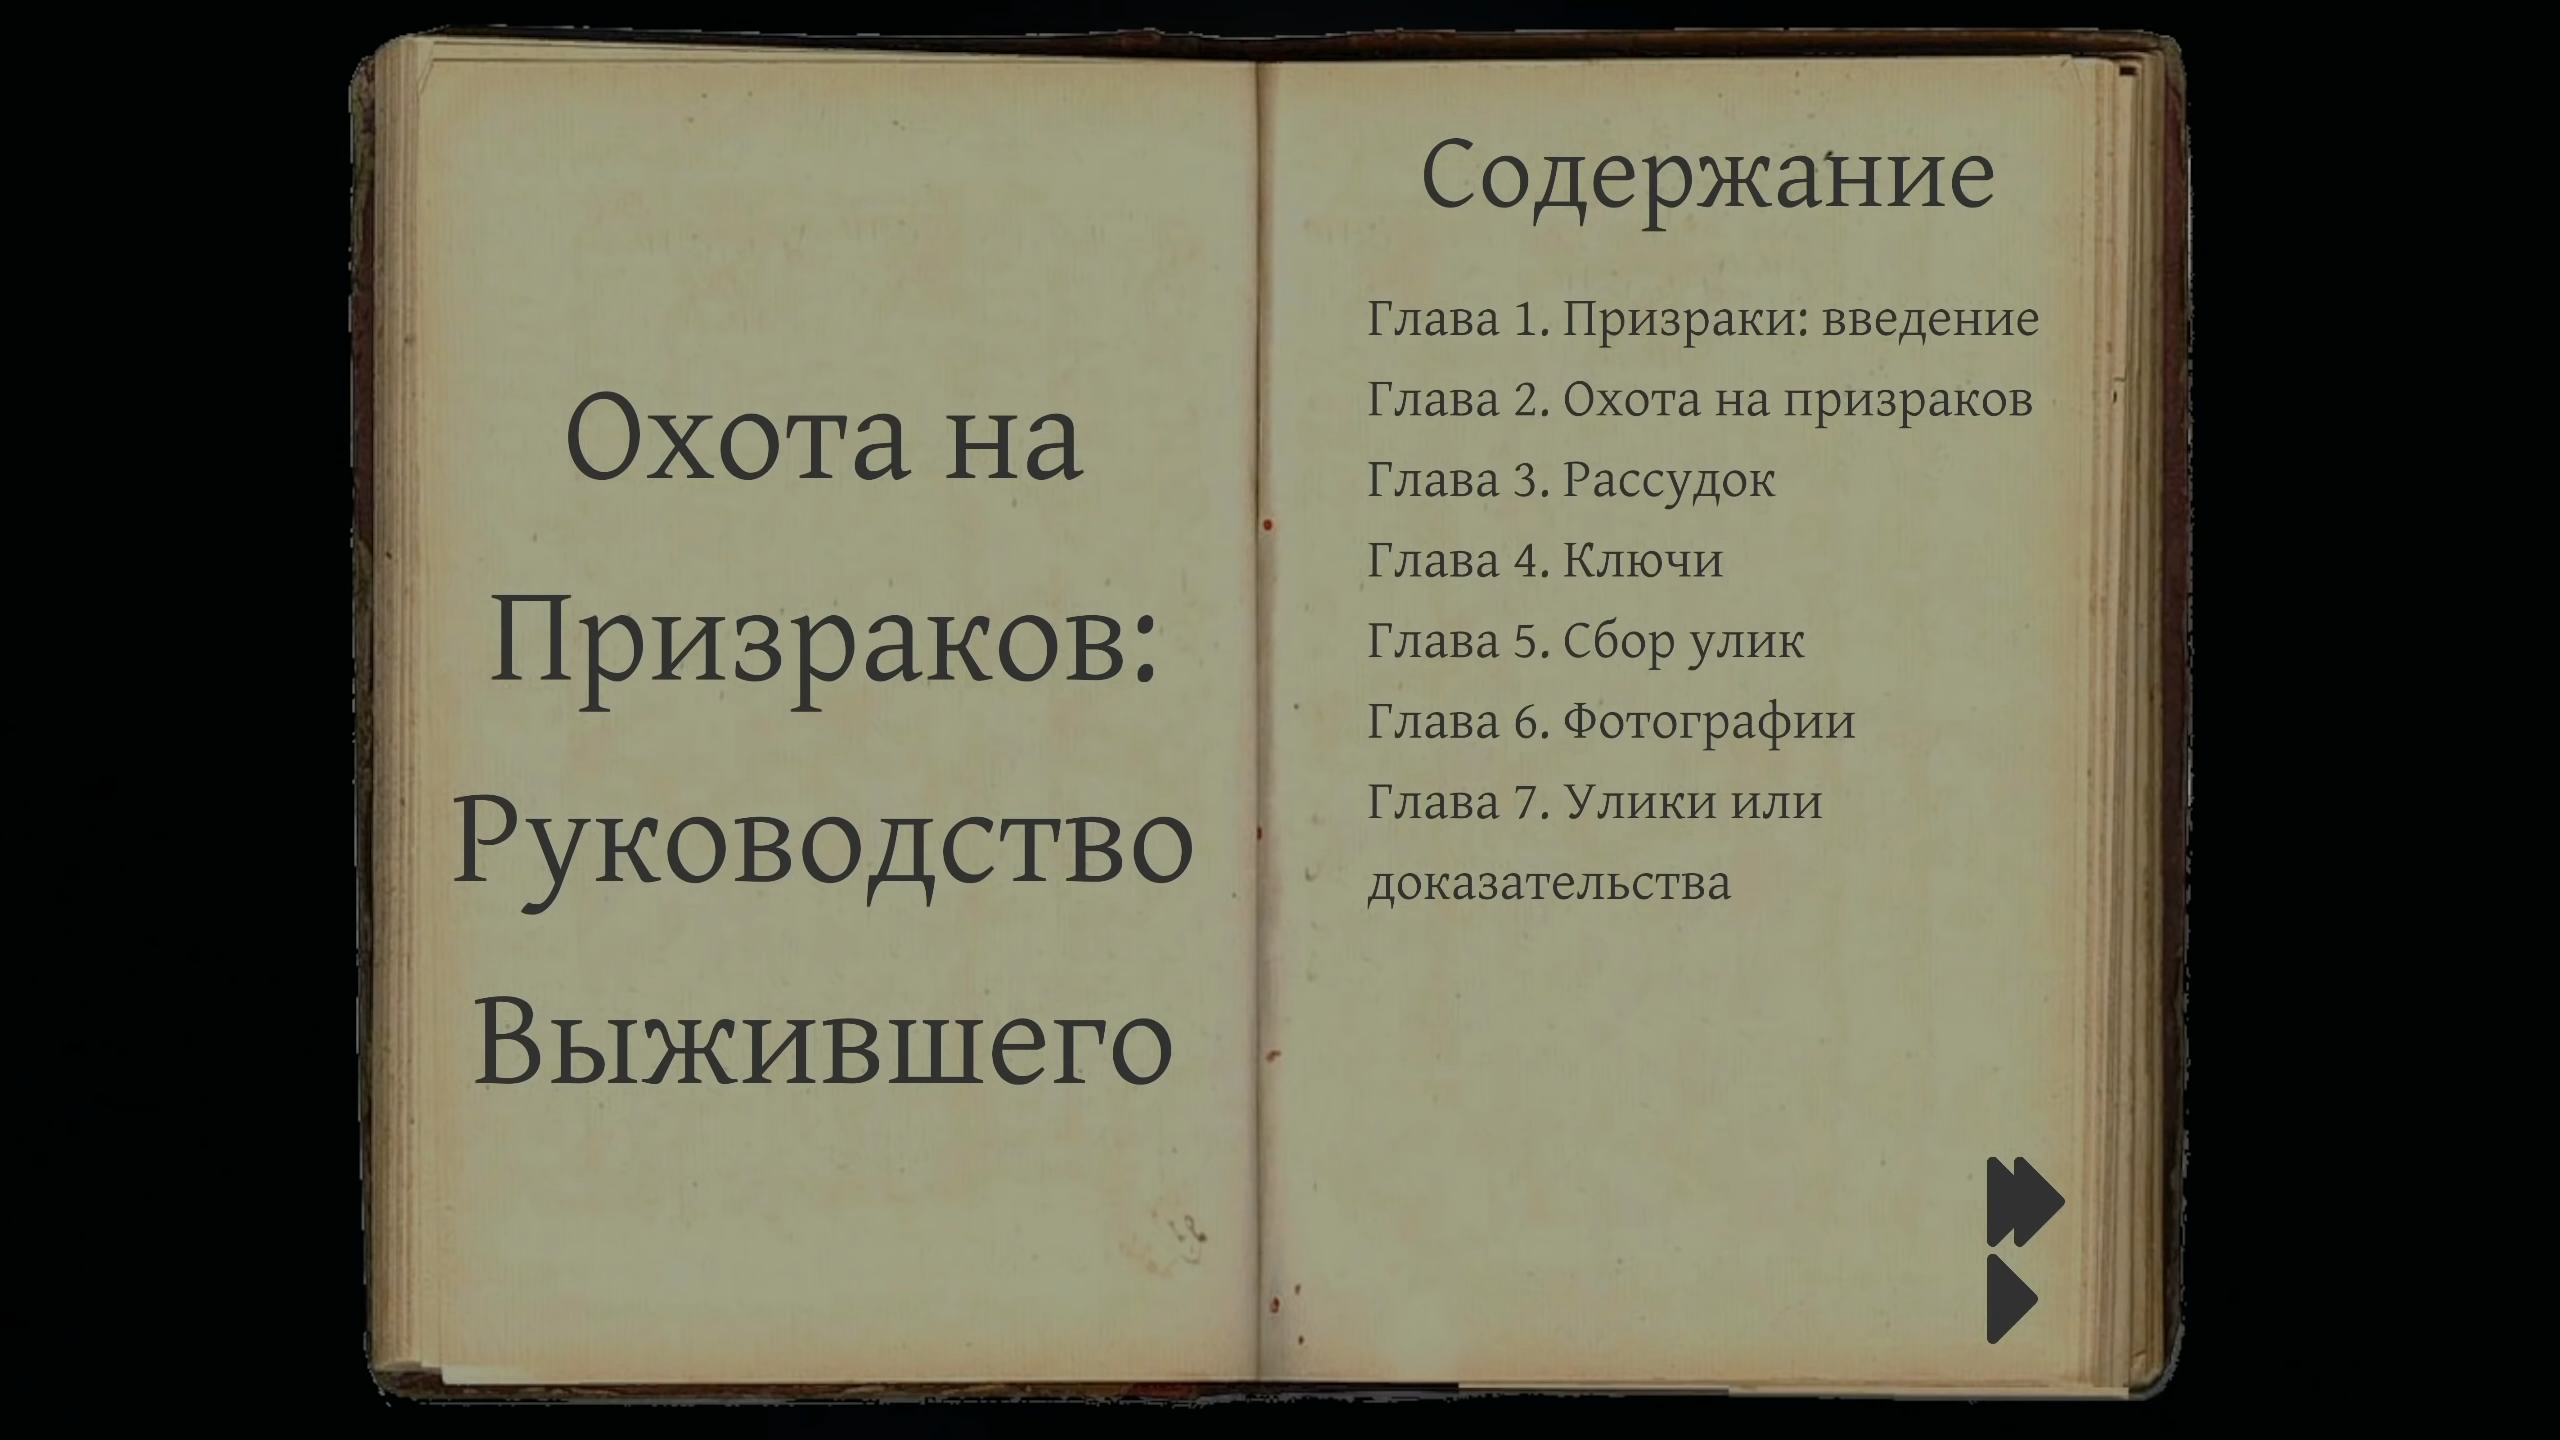 Охота на
Призраков:
Руководство
Выжившего
Содержание
Глава 1. Призраки: введение
Глава 2. Охота на призраков
Глава 3. Рассудок
Глава 4. Ключи
Глава 5. Сбор улик
Глава 6. Фотографии
Глава 7. Улики или
доказательства